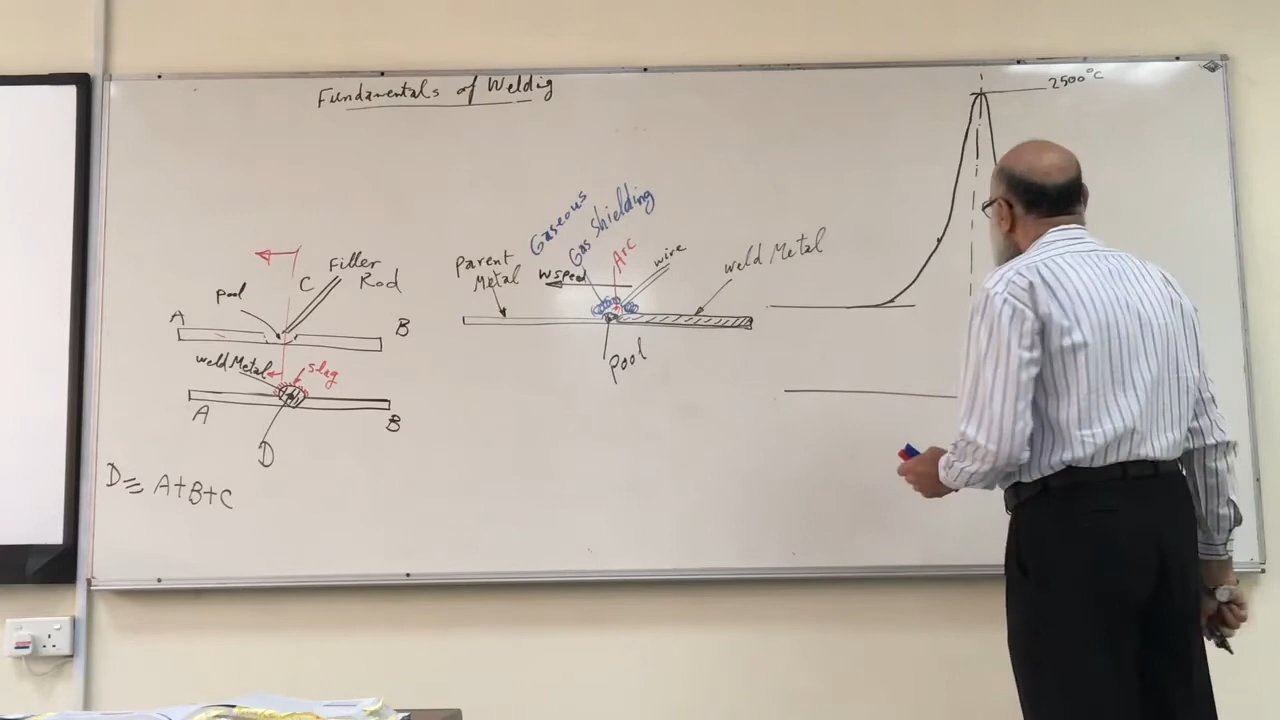 Fundamentals of Weldig
2500°C
Gaseous
Gas Shielding
Arc
wire
weld Metal
Parent
Metal
W speed
Pool
Filler
Rod
C
Pool
A
B
weld Metal
slag
A
B
D
D = A+B+C